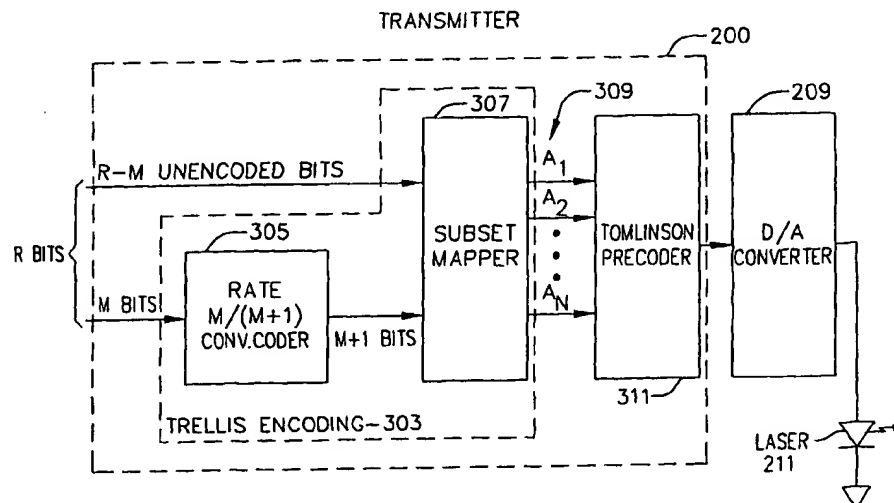 TRANSMITTER
200
307
309
209
R-M UNENCODED BITS
A1
A2
AN
R BITS
305
SUBSET
MAPPER
TOMLINSON
PRECODER
D/A
CONVERTER
RATE
M/(M+1)
CONV.CODER
M BITS
M+1 BITS
311
TRELLIS ENCODING~303
LASER
211